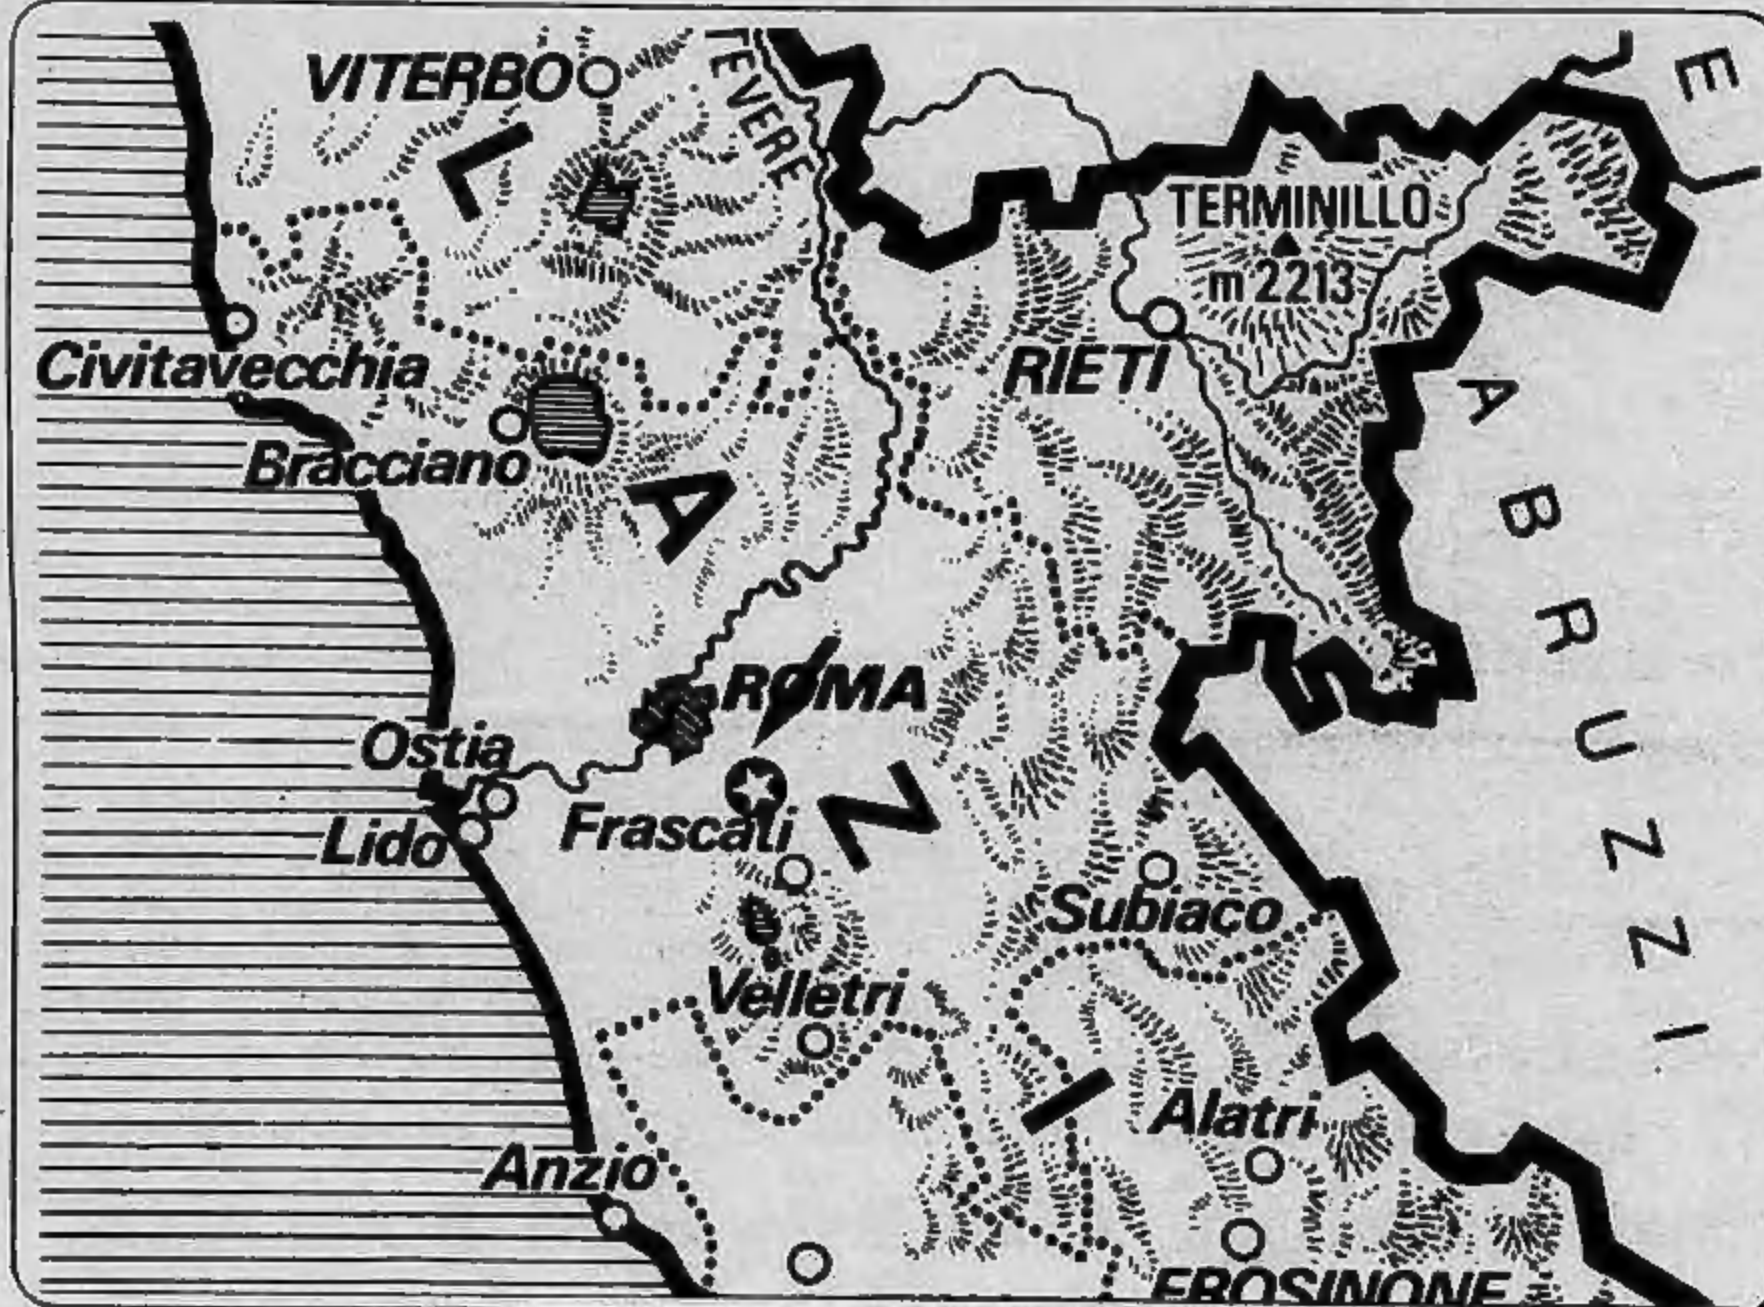 VITERBO
TEVERE
E
L
TERMINILLO
m 2213
Civitavecchia
RIETI
Bracciano
A
ABRUZZI
ROMA
Ostia
Z
Frascati
Lido
Subiaco
Velletri
I
Alatri
Anzio
FROSINONE